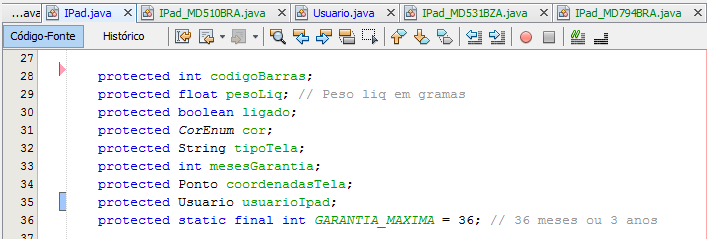 ...ava IPad.java IPad_MD510BRA.java Usuario.java IPad_MD531BZA.java IPad_MD794BRA.java
Código-Fonte Histórico
27
28 protected int codigoBarras;
29 protected float pesoLiq; // Peso liq em gramas
30 protected boolean ligado;
31 protected CorEnum cor;
32 protected String tipoTela;
33 protected int mesesGarantia;
34 protected Ponto coordenadasTela;
35 protected Usuario usuarioIpad;
36 protected static final int GARANTIA_MAXIMA = 36; // 36 meses ou 3 anos
37